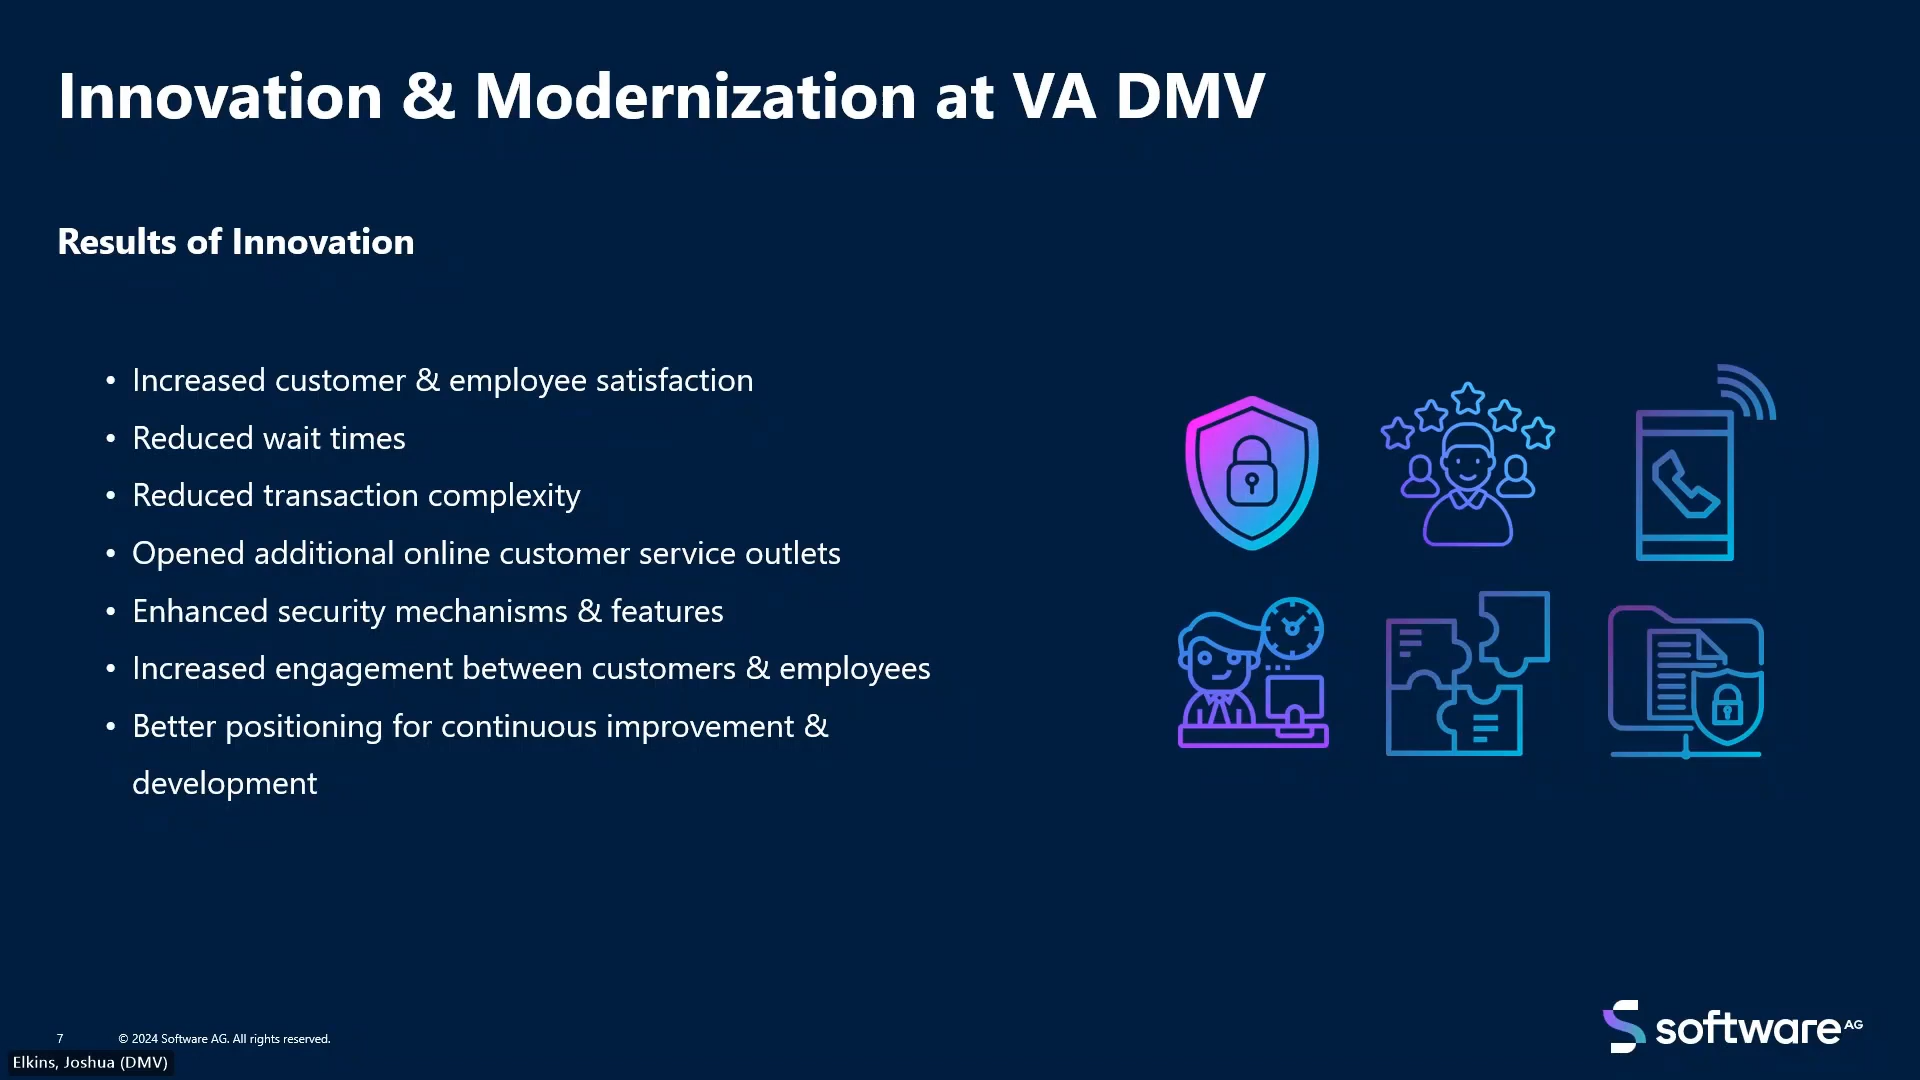 Innovation & Modernization at VA DMV
Results of Innovation
• Increased customer & employee satisfaction
• Reduced wait times
• Reduced transaction complexity
• Opened additional online customer service outlets
• Enhanced security mechanisms & features
• Increased engagement between customers & employees
• Better positioning for continuous improvement &
development
7 © 2024 Software AG. All rights reserved.
Elkins, Joshua (DMV)
software AG